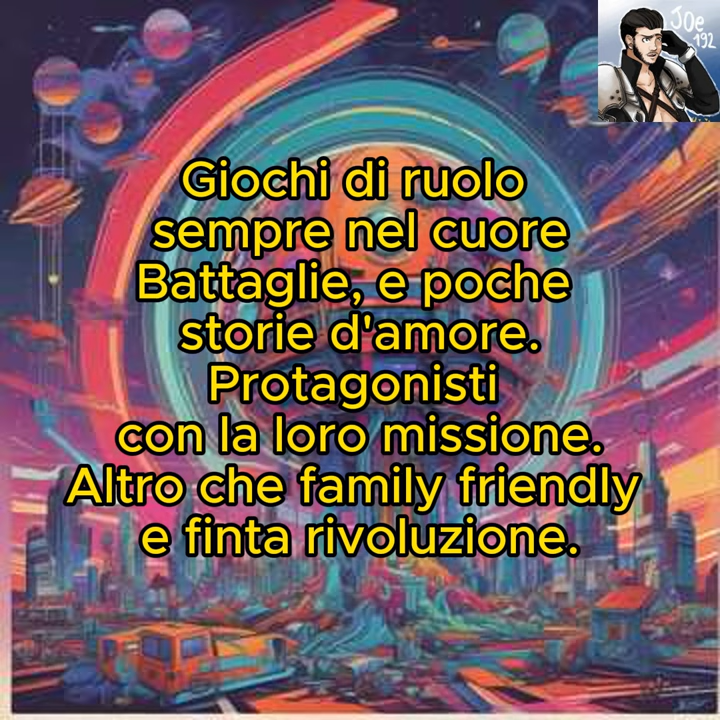 JOe
192
Giochi di ruolo
sempre nel cuore
Battaglie, e poche
storie d'amore.
Protagonisti
con la loro missione.
Altro che family friendly
e finta rivoluzione.